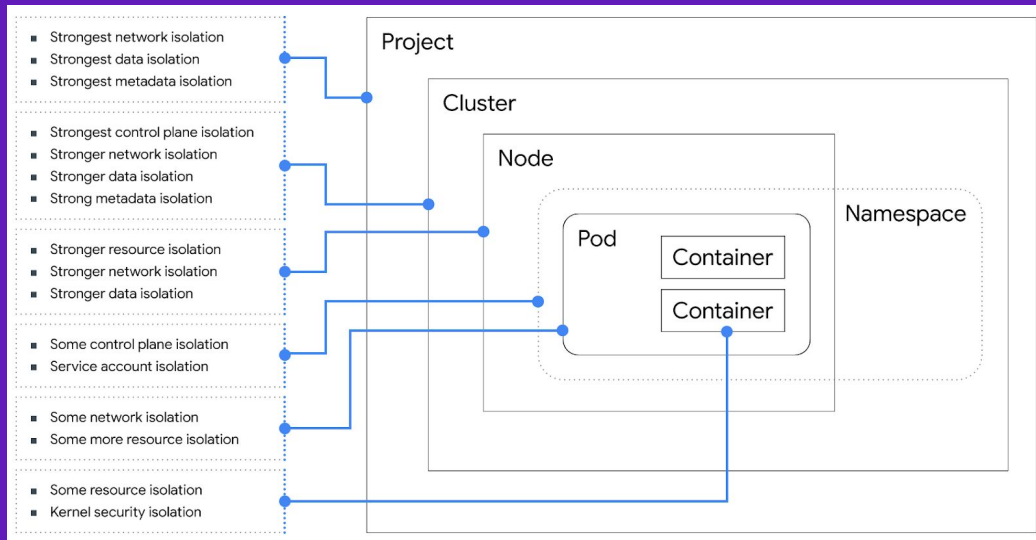 Strongest network isolation
Strongest data isolation
Strongest metadata isolation
Strongest control plane isolation
Stronger network isolation
Stronger data isolation
Strong metadata isolation
Stronger resource isolation
Stronger network isolation
Stronger data isolation
Some control plane isolation
Service account isolation
Some network isolation
Some more resource isolation
Some resource isolation
Kernel security isolation
Project
Cluster
Node
Namespace
Pod
Container
Container